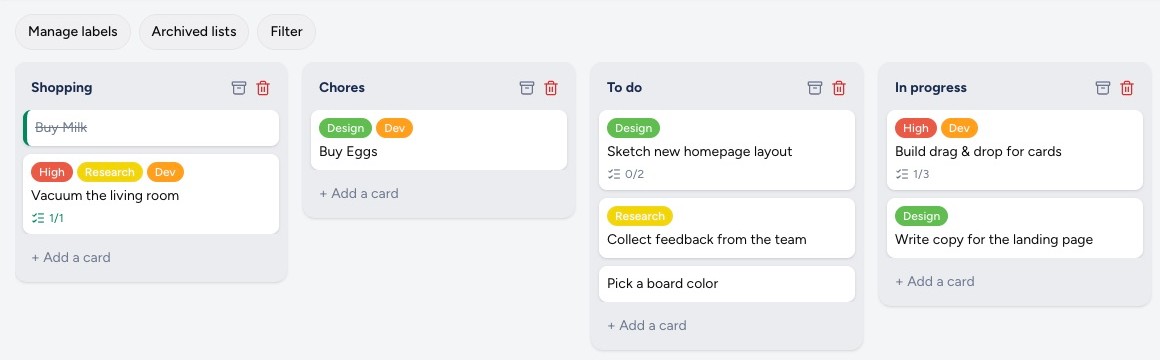 Manage labels
Archived lists
Filter
Shopping
Buy Milk
High Research Dev
Vacuum the living room
1/1
+ Add a card
Chores
Design Dev
Buy Eggs
+ Add a card
To do
Design
Sketch new homepage layout
0/2
Research
Collect feedback from the team
Pick a board color
+ Add a card
In progress
High Dev
Build drag & drop for cards
1/3
Design
Write copy for the landing page
+ Add a card